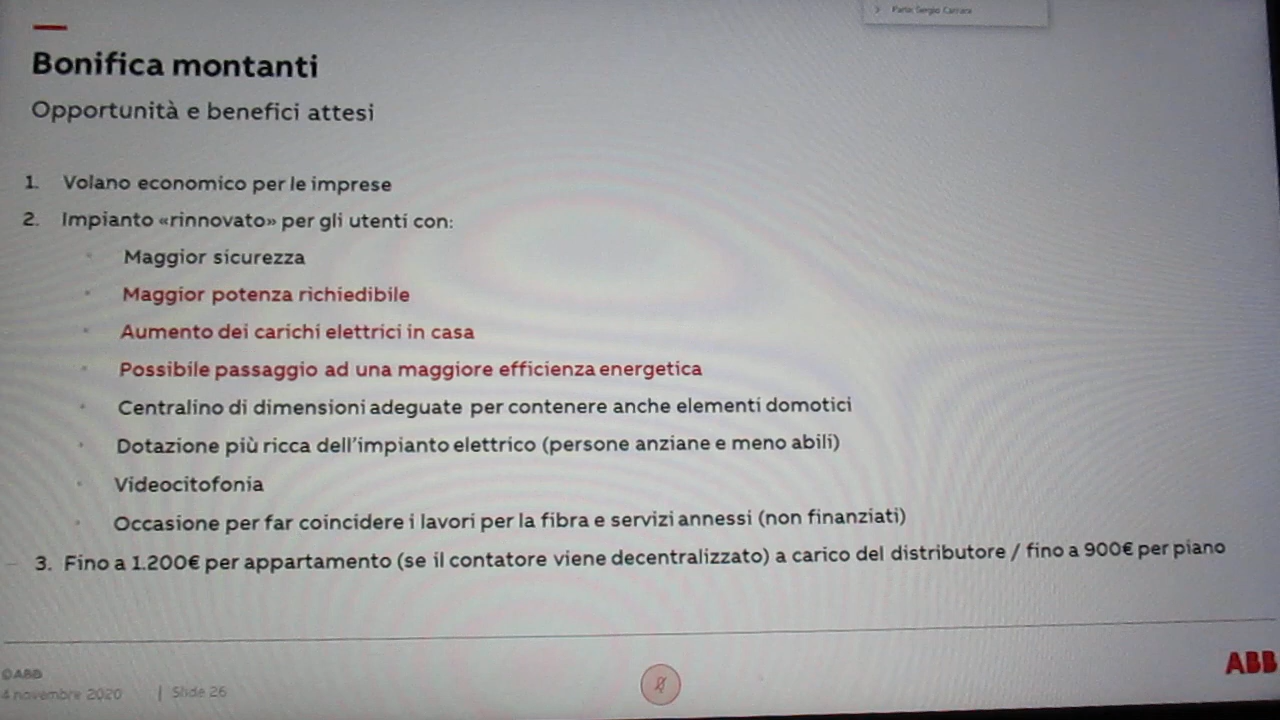 Parla: Sergio Carrara
Bonifica montanti
Opportunità e benefici attesi
1. Volano economico per le imprese
2. Impianto «rinnovato» per gli utenti con:
Maggior sicurezza
Maggior potenza richiedibile
Aumento dei carichi elettrici in casa
Possibile passaggio ad una maggiore efficienza energetica
Centralino di dimensioni adeguate per contenere anche elementi domotici
Dotazione più ricca dell'impianto elettrico (persone anziane e meno abili)
Videocitofonia
Occasione per far coincidere i lavori per la fibra e servizi annessi (non finanziati)
3. Fino a 1.200€ per appartamento (se il contatore viene decentralizzato) a carico del distributore / fino a 900€ per piano
©ABB
4 novembre 2020 | Slide 26
ABB